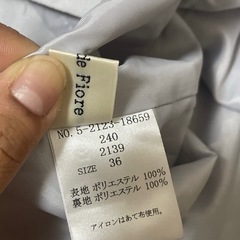 de Fiore
NO.5-2123-18659
240
2139
SIZE 36
表地 ポリエステル 100%
裏地 ポリエステル 100%
アイロンはあて布使用。